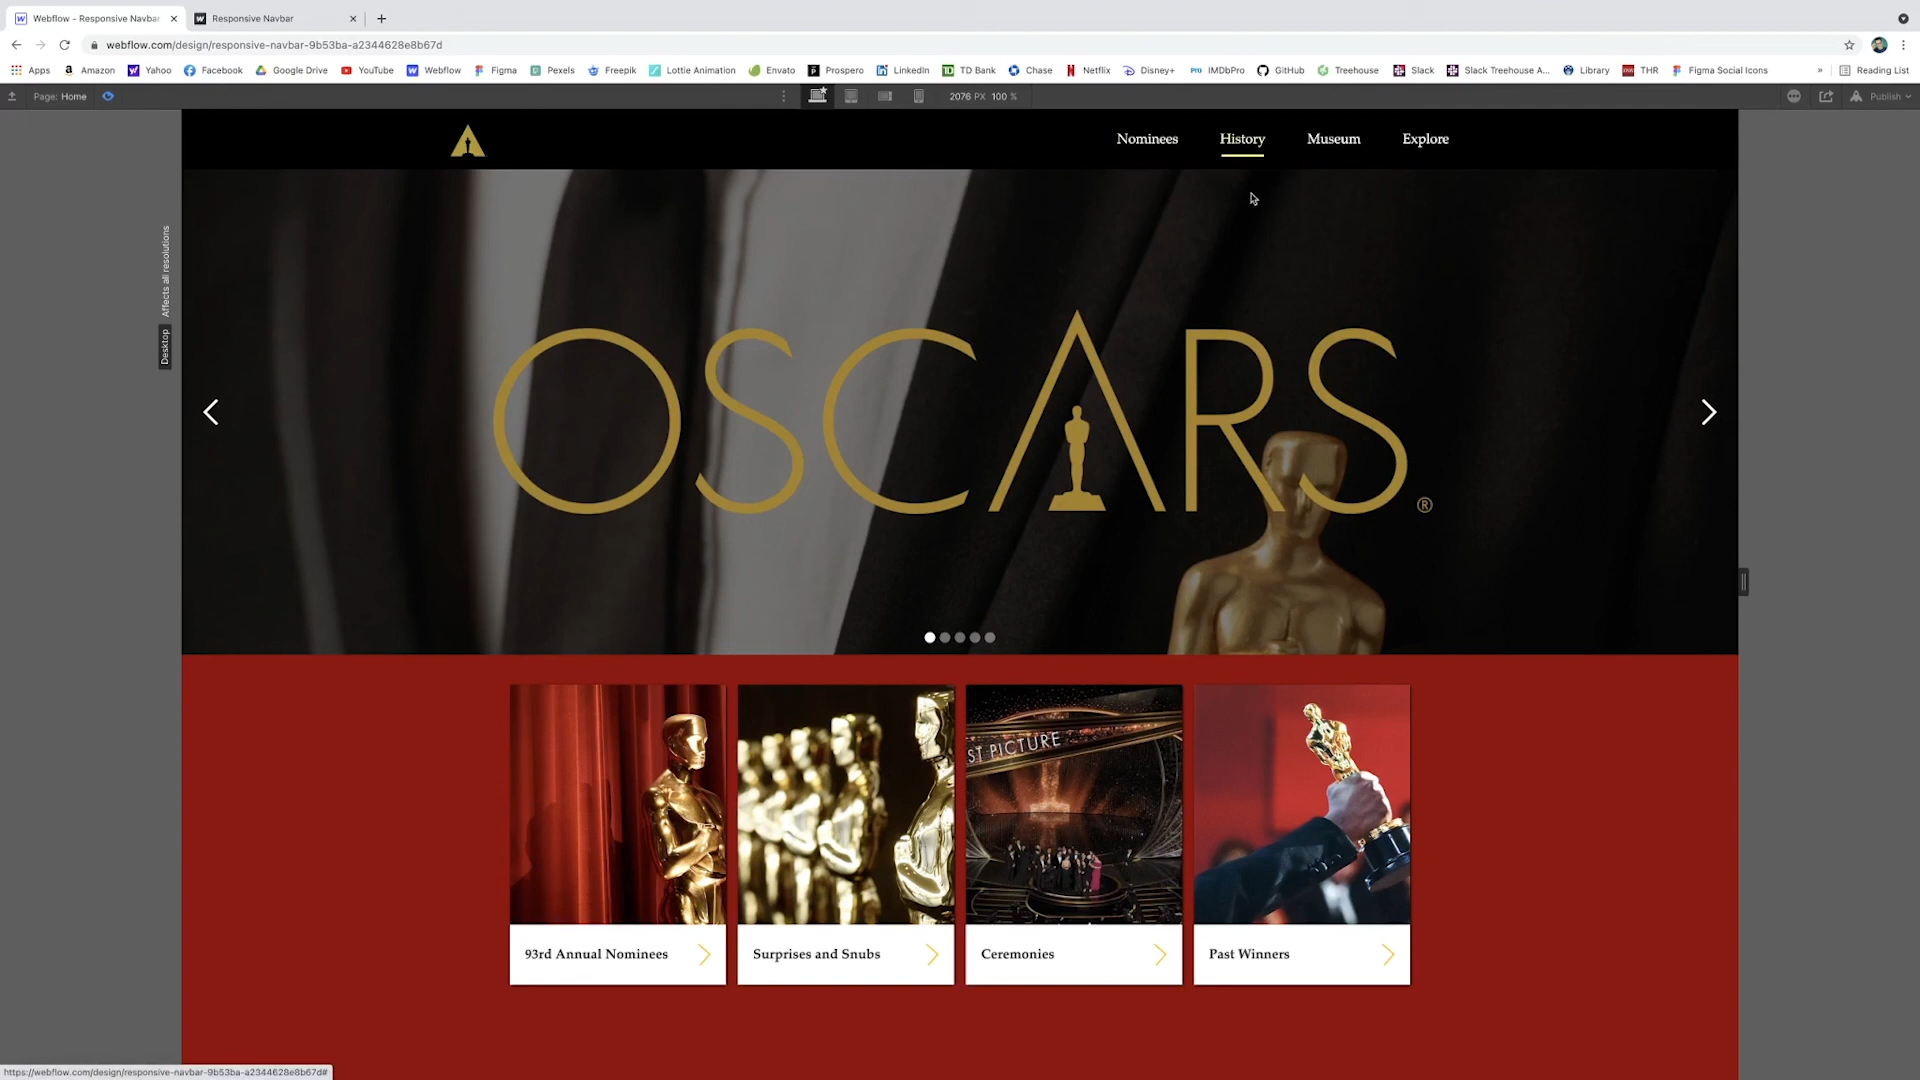 Webflow - Responsive Navbar
Responsive Navbar
webflow.com/design/responsive-navbar-9b53ba-a2344628e8b67d
Apps Amazon Yahoo Facebook Google Drive YouTube Webflow Figma Pexels Freepik Lottie Animation Envato Prospero LinkedIn TD Bank Chase Netflix Disney+ IMDbPro GitHub Treehouse Slack Slack Treehouse A... Library THR Figma Social Icons » Reading List
Page: Home 2076 PX 100 % Publish
Nominees History Museum Explore
Affects all resolutions
Desktop
OSCARS®
ST PICTURE
93rd Annual Nominees
Surprises and Snubs
Ceremonies
Past Winners
https://webflow.com/design/responsive-navbar-9b53ba-a2344628e8b67d#